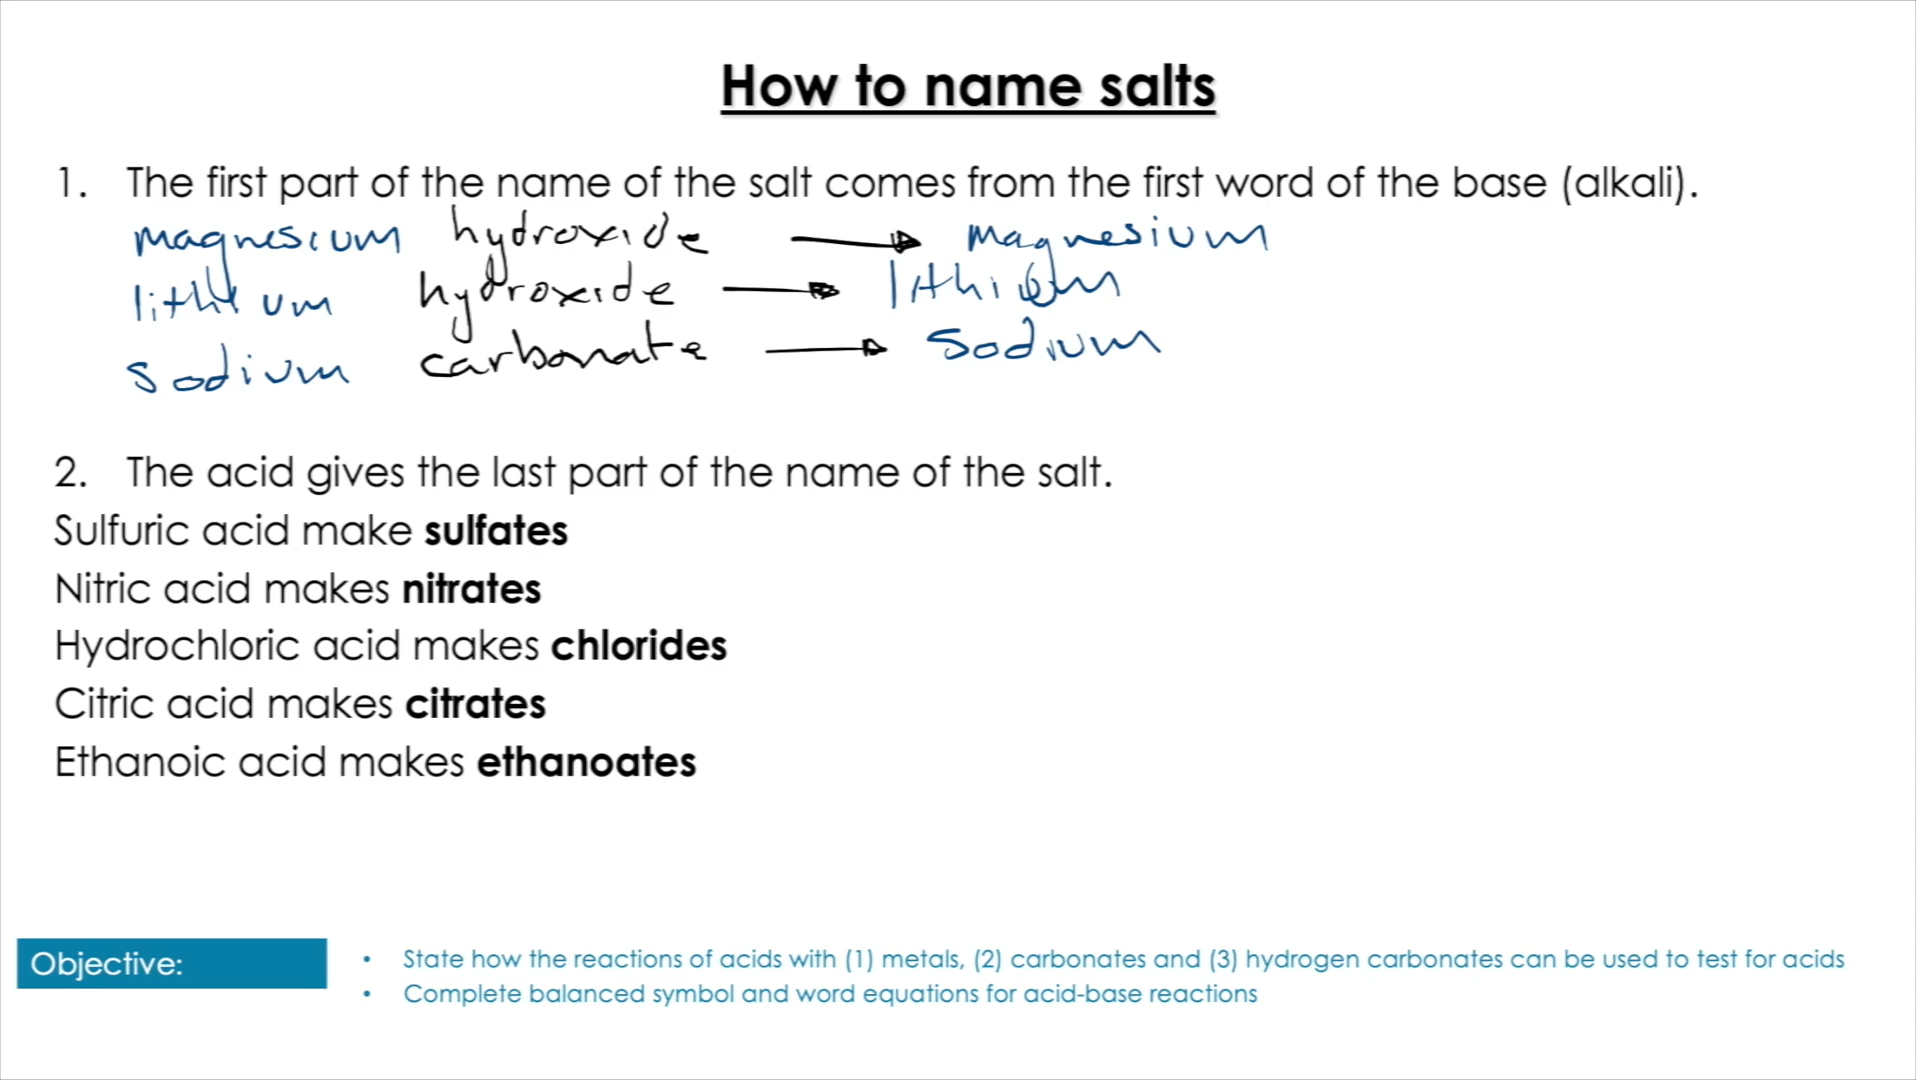 How to name salts
1. The first part of the name of the salt comes from the first word of the base (alkali).
magnesium hydroxide → magnesium
lithium hydroxide → lithium
sodium carbonate → sodium
2. The acid gives the last part of the name of the salt.
Sulfuric acid make sulfates
Nitric acid makes nitrates
Hydrochloric acid makes chlorides
Citric acid makes citrates
Ethanoic acid makes ethanoates
Objective:
• State how the reactions of acids with (1) metals, (2) carbonates and (3) hydrogen carbonates can be used to test for acids
• Complete balanced symbol and word equations for acid-base reactions